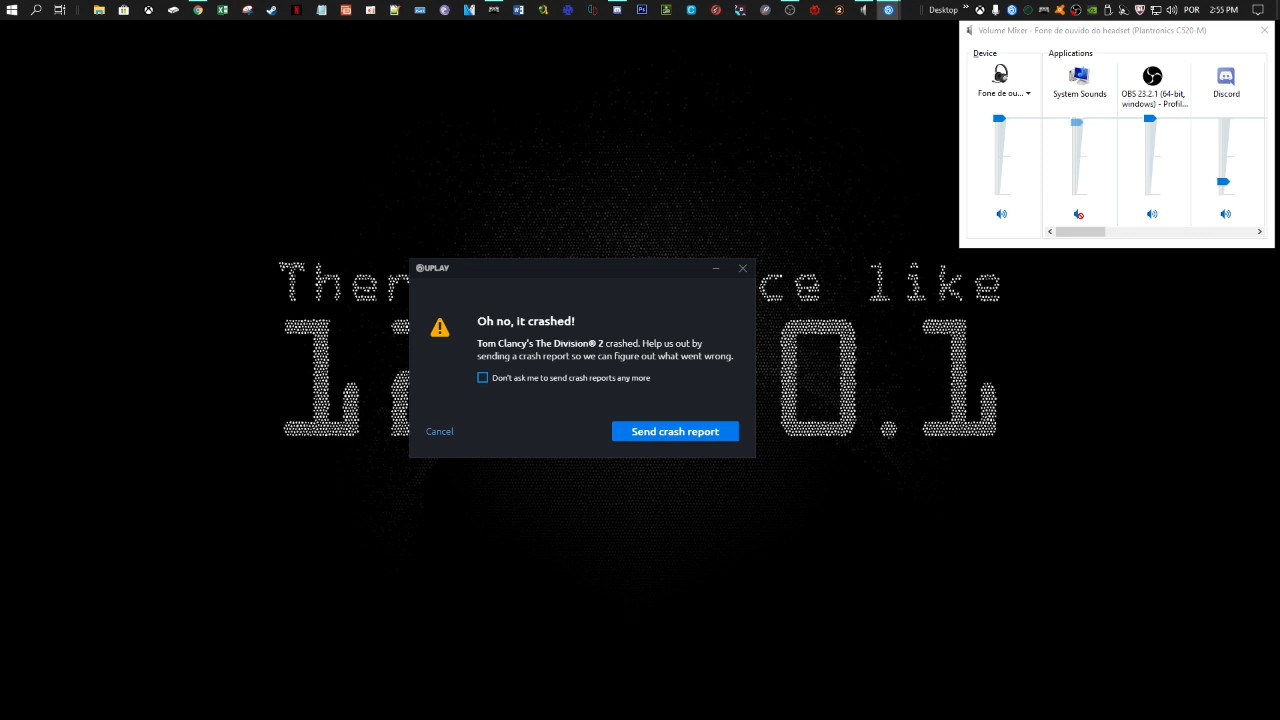 Desktop
»
POR
2:55 PM
Volume Mixer - Fone de ouvido do headset (Plantronics C520-M)
Device
Applications
Fone de ou...
System Sounds
OBS 23.2.1 (64-bit,
windows) - Profil...
Discord
UPLAY
Oh no, it crashed!
Tom Clancy's The Division® 2 crashed. Help us out by
sending a crash report so we can figure out what went wrong.
Don't ask me to send crash reports any more
Cancel
Send crash report
like
0.1